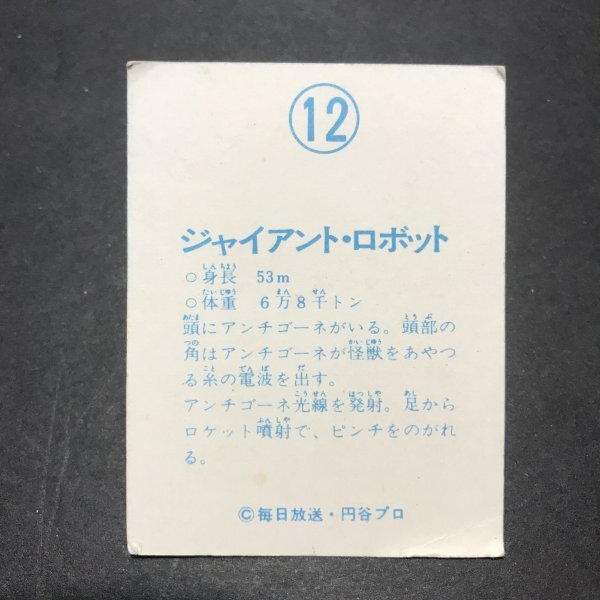 12
ジャイアント・ロボット
○身長 53m
○体重 6万8千トン
頭にアンチゴーネがいる。頭部の
角はアンチゴーネが怪獣をあやつ
る糸の電波を出す。
アンチゴーネ光線を発射。足から
ロケット噴射で、ピンチをのがれ
る。
©毎日放送・円谷プロ